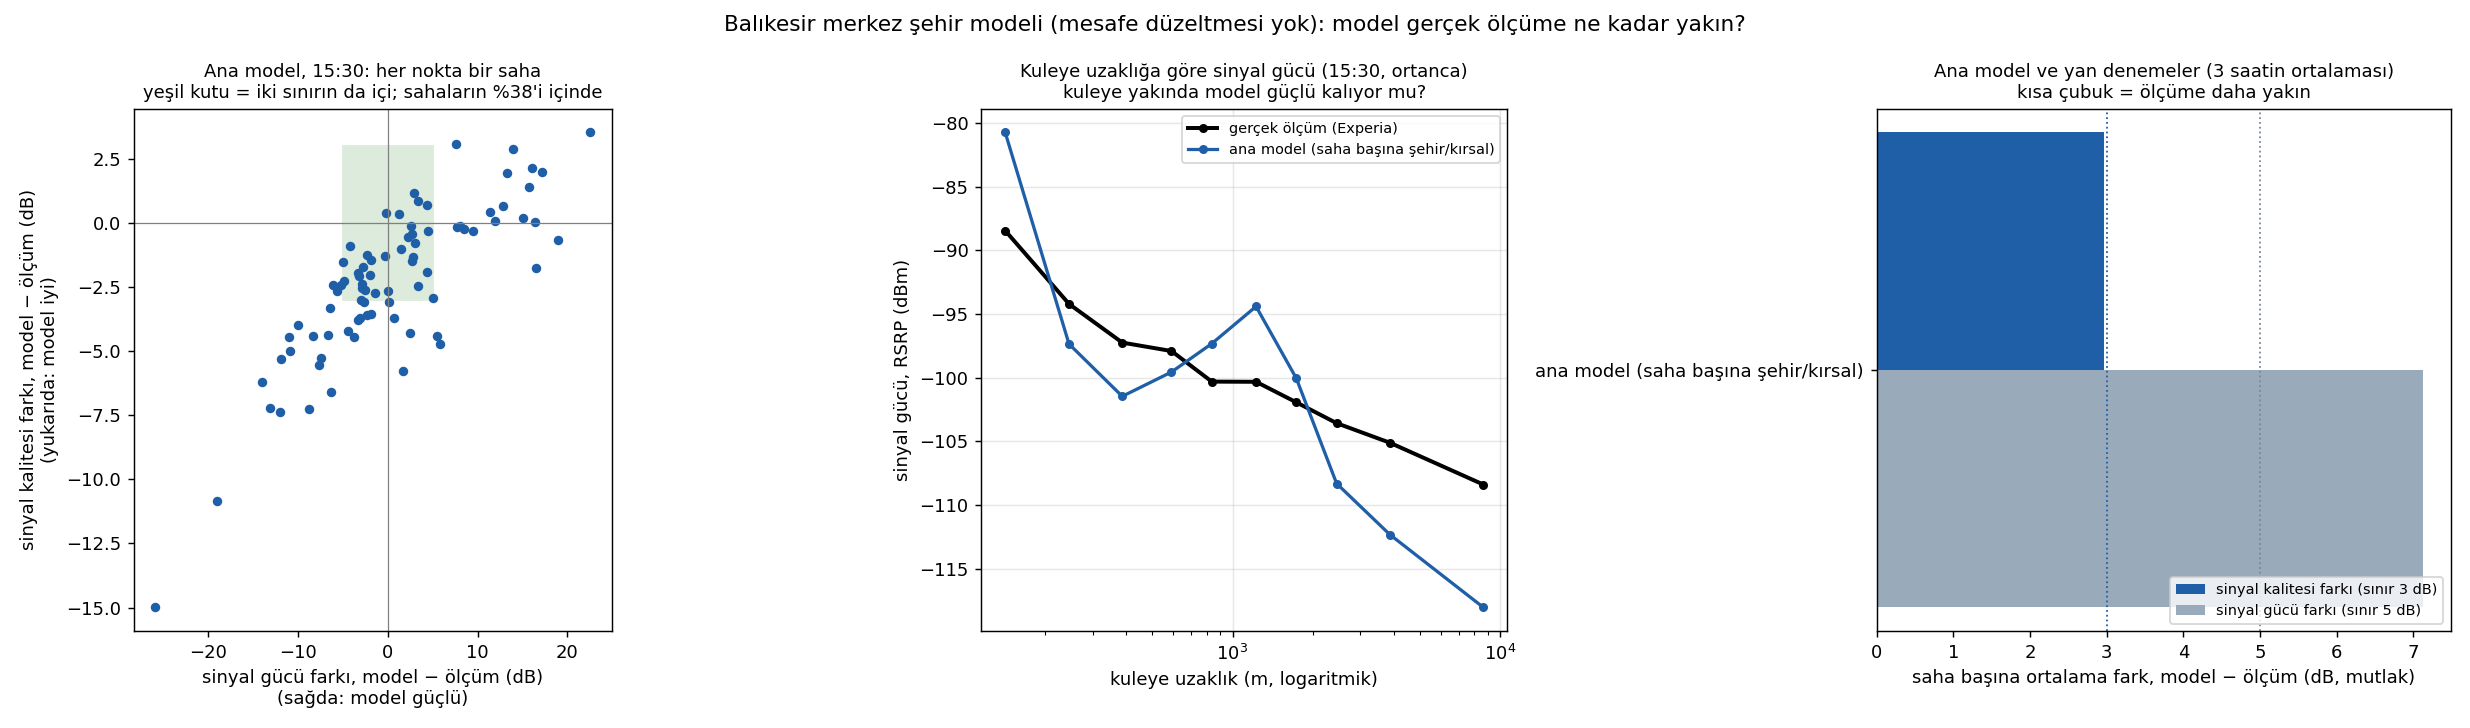 Balıkesir merkez şehir modeli (mesafe düzeltmesi yok): model gerçek ölçüme ne kadar yakın?
Ana model, 15:30: her nokta bir saha
yeşil kutu = iki sınırın da içi; sahaların %38'i içinde
sinyal kalitesi farkı, model − ölçüm (dB)
(yukarıda: model iyi)
2.5
0.0
−2.5
−5.0
−7.5
−10.0
−12.5
−15.0
−20
−10
0
10
20
sinyal gücü farkı, model − ölçüm (dB)
(sağda: model güçlü)
Kuleye uzaklığa göre sinyal gücü (15:30, ortanca)
kuleye yakında model güçlü kalıyor mu?
gerçek ölçüm (Experia)
ana model (saha başına şehir/kırsal)
sinyal gücü, RSRP (dBm)
−80
−85
−90
−95
−100
−105
−110
−115
10³
10⁴
kuleye uzaklık (m, logaritmik)
Ana model ve yan denemeler (3 saatin ortalaması)
kısa çubuk = ölçüme daha yakın
ana model (saha başına şehir/kırsal)
sinyal kalitesi farkı (sınır 3 dB)
sinyal gücü farkı (sınır 5 dB)
0
1
2
3
4
5
6
7
saha başına ortalama fark, model − ölçüm (dB, mutlak)